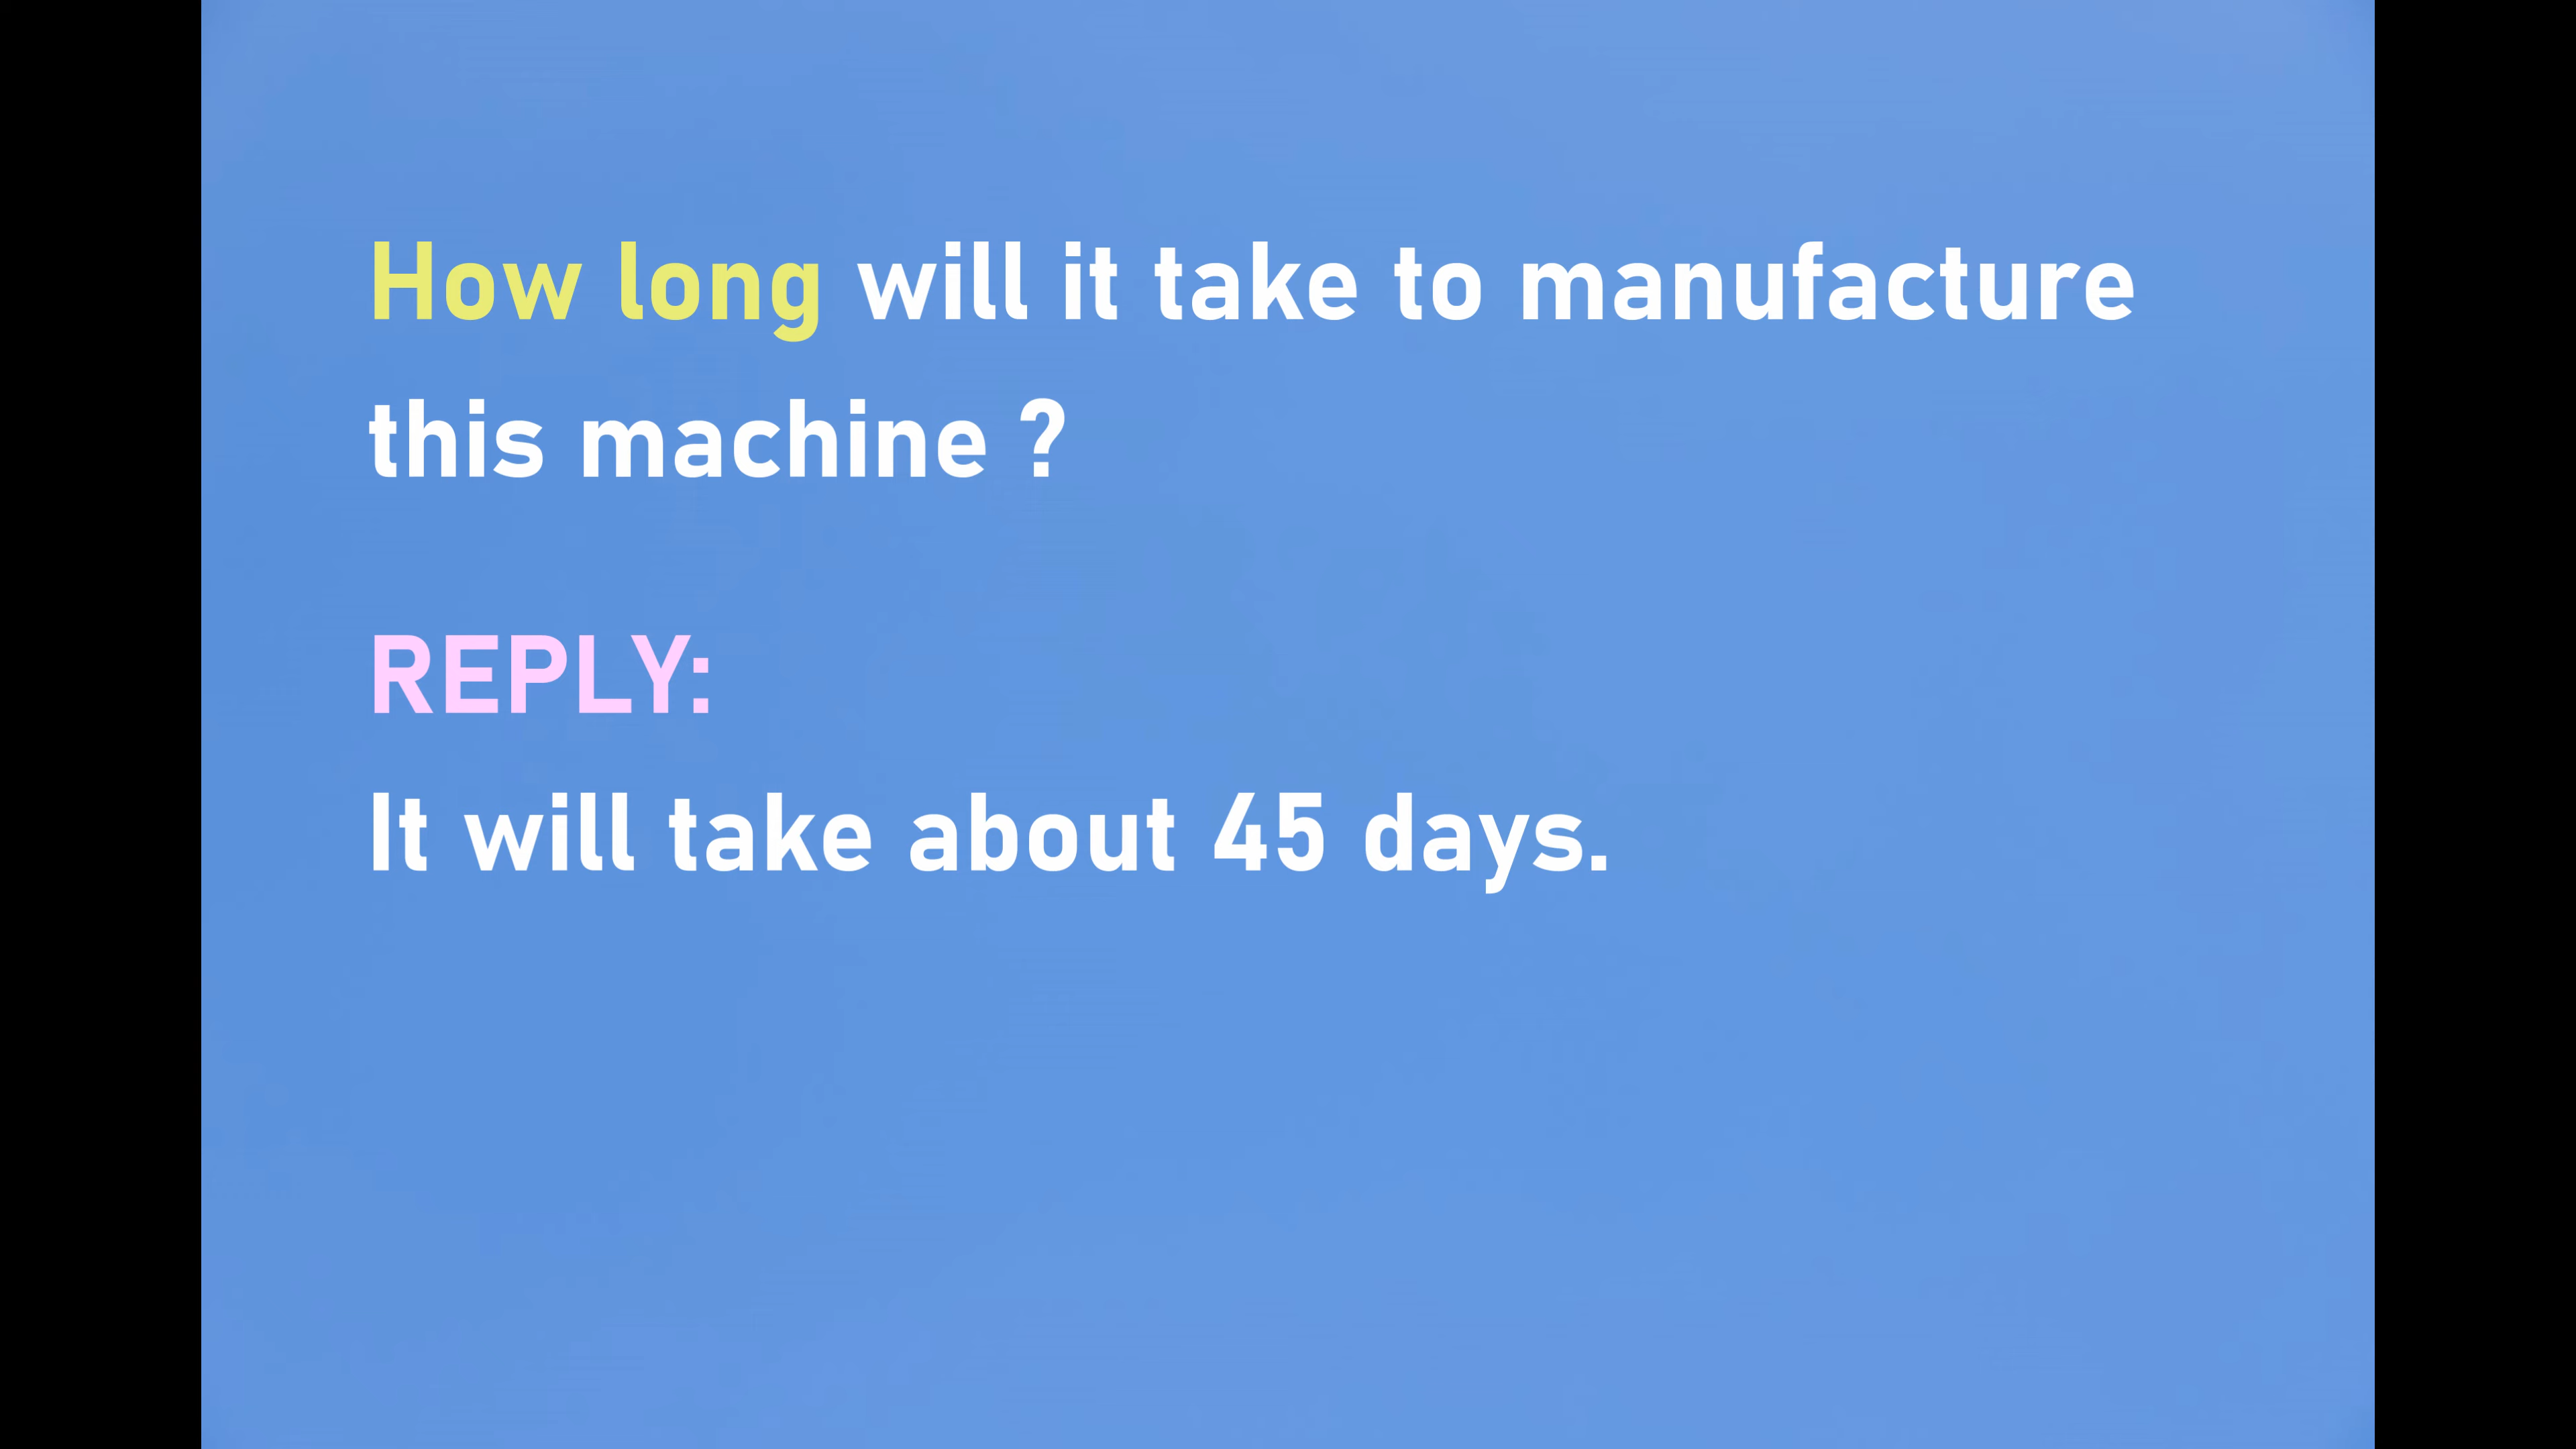 How long will it take to manufacture
this machine ?
REPLY:
It will take about 45 days.